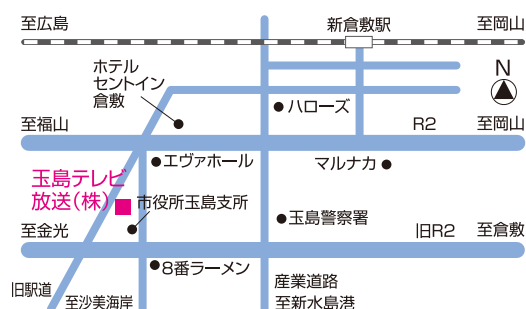 至広島
新倉敷駅
至岡山
ホテル
セントイン
倉敷
N
ハローズ
至福山
R2
至岡山
エヴァホール
マルナカ
玉島テレビ
放送(株)
市役所玉島支所
玉島警察署
至金光
旧R2
至倉敷
8番ラーメン
旧駅道
至沙美海岸
産業道路
至新水島港